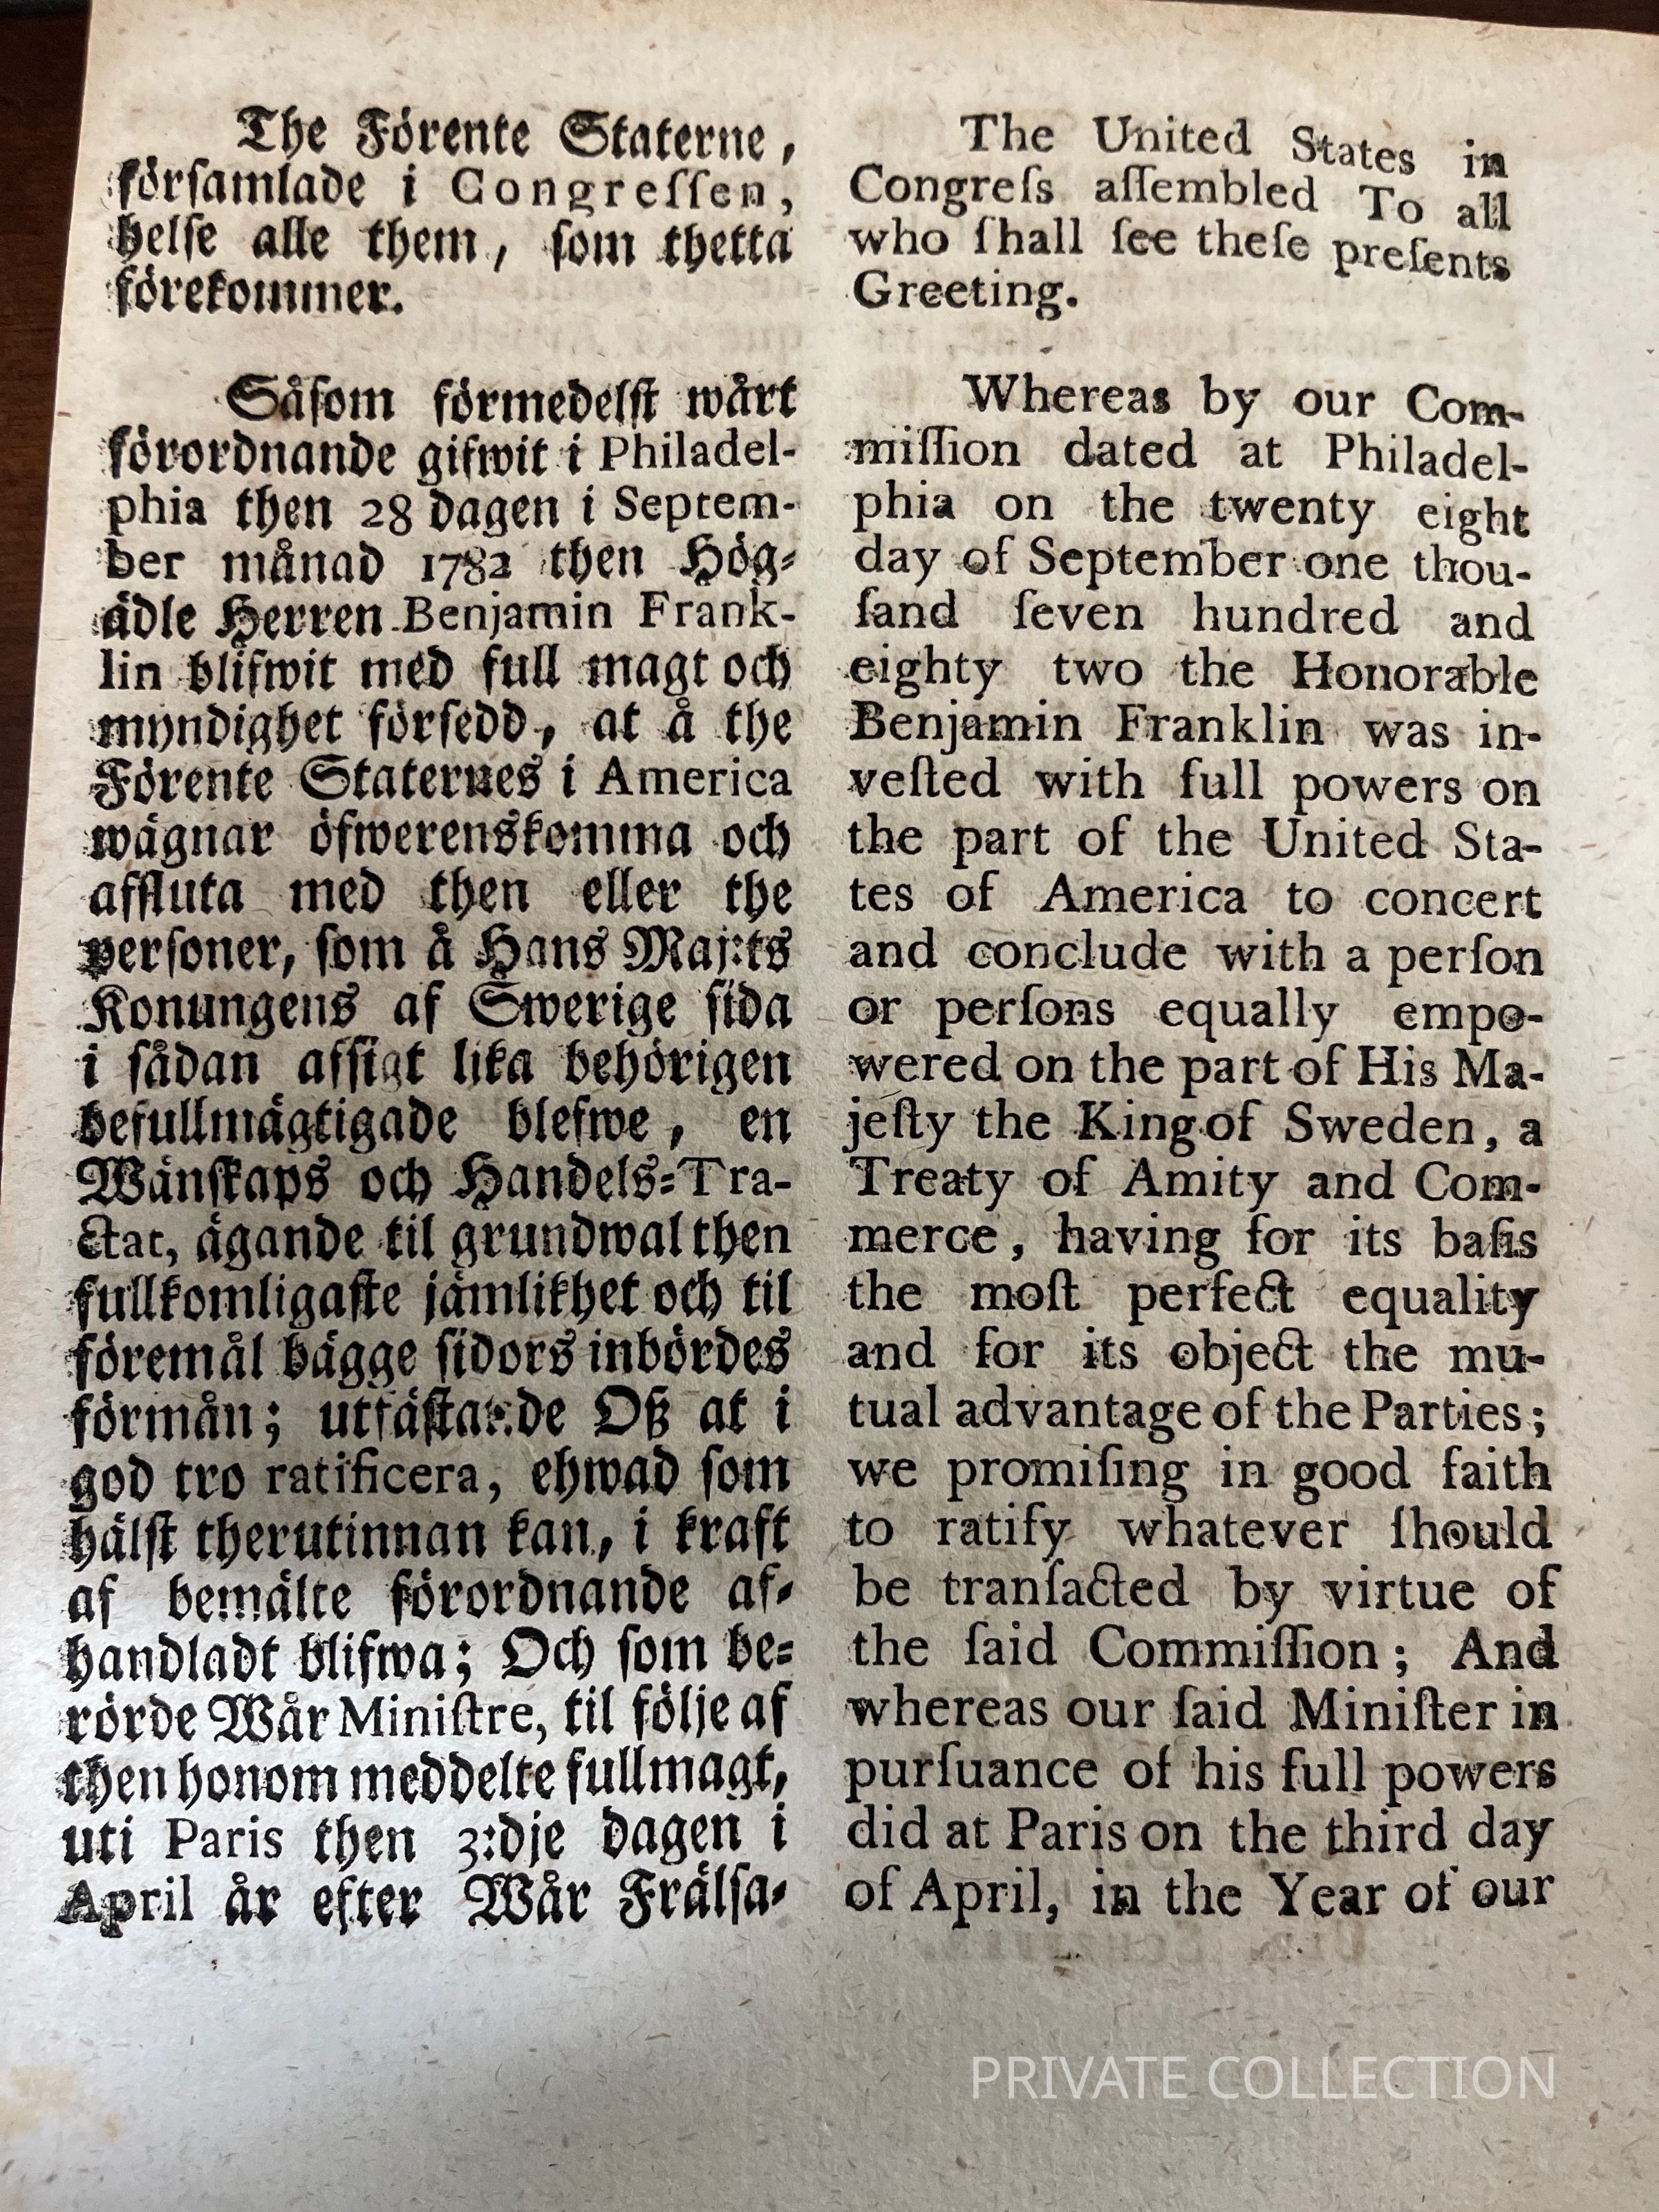 The Förente Staterne,
förſamlade i Congreſſen,
helſe alle them, ſom thetta
förekommer.
Såſom förmedelſt wårt
förordnande gifwit i Philadel-
phia then 28 dagen i Septem-
ber månad 1782 then Hög-
ädle Herren Benjamin Frank-
lin blifwit med full magt och
myndighet förſedd, at å the
Förente Staternes i America
wägnar öfwerenskomma och
afſluta med then eller the
perſoner, ſom å Hans Maj:ts
Konungens af Swerige ſida
i ſådan afſigt lika behörigen
befullmägtigade blefwe, en
Wänſkaps och Handels-Tra-
ctat, ägande til grundwal then
fullkomligaſte jämlikhet och til
föremål bägge ſidors inbördes
förmån; utfäſtande Oß at i
god tro ratificera, ehwad ſom
hälſt therutinnan kan, i kraft
af bemälte förordnande af-
handladt blifwa; Och ſom be-
rörde Wår Miniſtre, til följe af
then honom meddelte fullmagt,
uti Paris then 3:dje dagen i
April år efter Wår Frälſa-
The United States in
Congreſs aſſembled To all
who ſhall ſee theſe preſents
Greeting.
Whereas by our Com-
miſſion dated at Philadel-
phia on the twenty eight
day of September one thou-
ſand ſeven hundred and
eighty two the Honorable
Benjamin Franklin was in-
veſted with full powers on
the part of the United Sta-
tes of America to concert
and conclude with a perſon
or perſons equally empo-
wered on the part of His Ma-
jeſty the King of Sweden, a
Treaty of Amity and Com-
merce, having for its baſis
the moſt perfect equality
and for its object the mu-
tual advantage of the Parties;
we promiſing in good faith
to ratify whatever ſhould
be tranſacted by virtue of
the ſaid Commiſſion; And
whereas our ſaid Miniſter in
purſuance of his full powers
did at Paris on the third day
of April, in the Year of our
PRIVATE COLLECTION